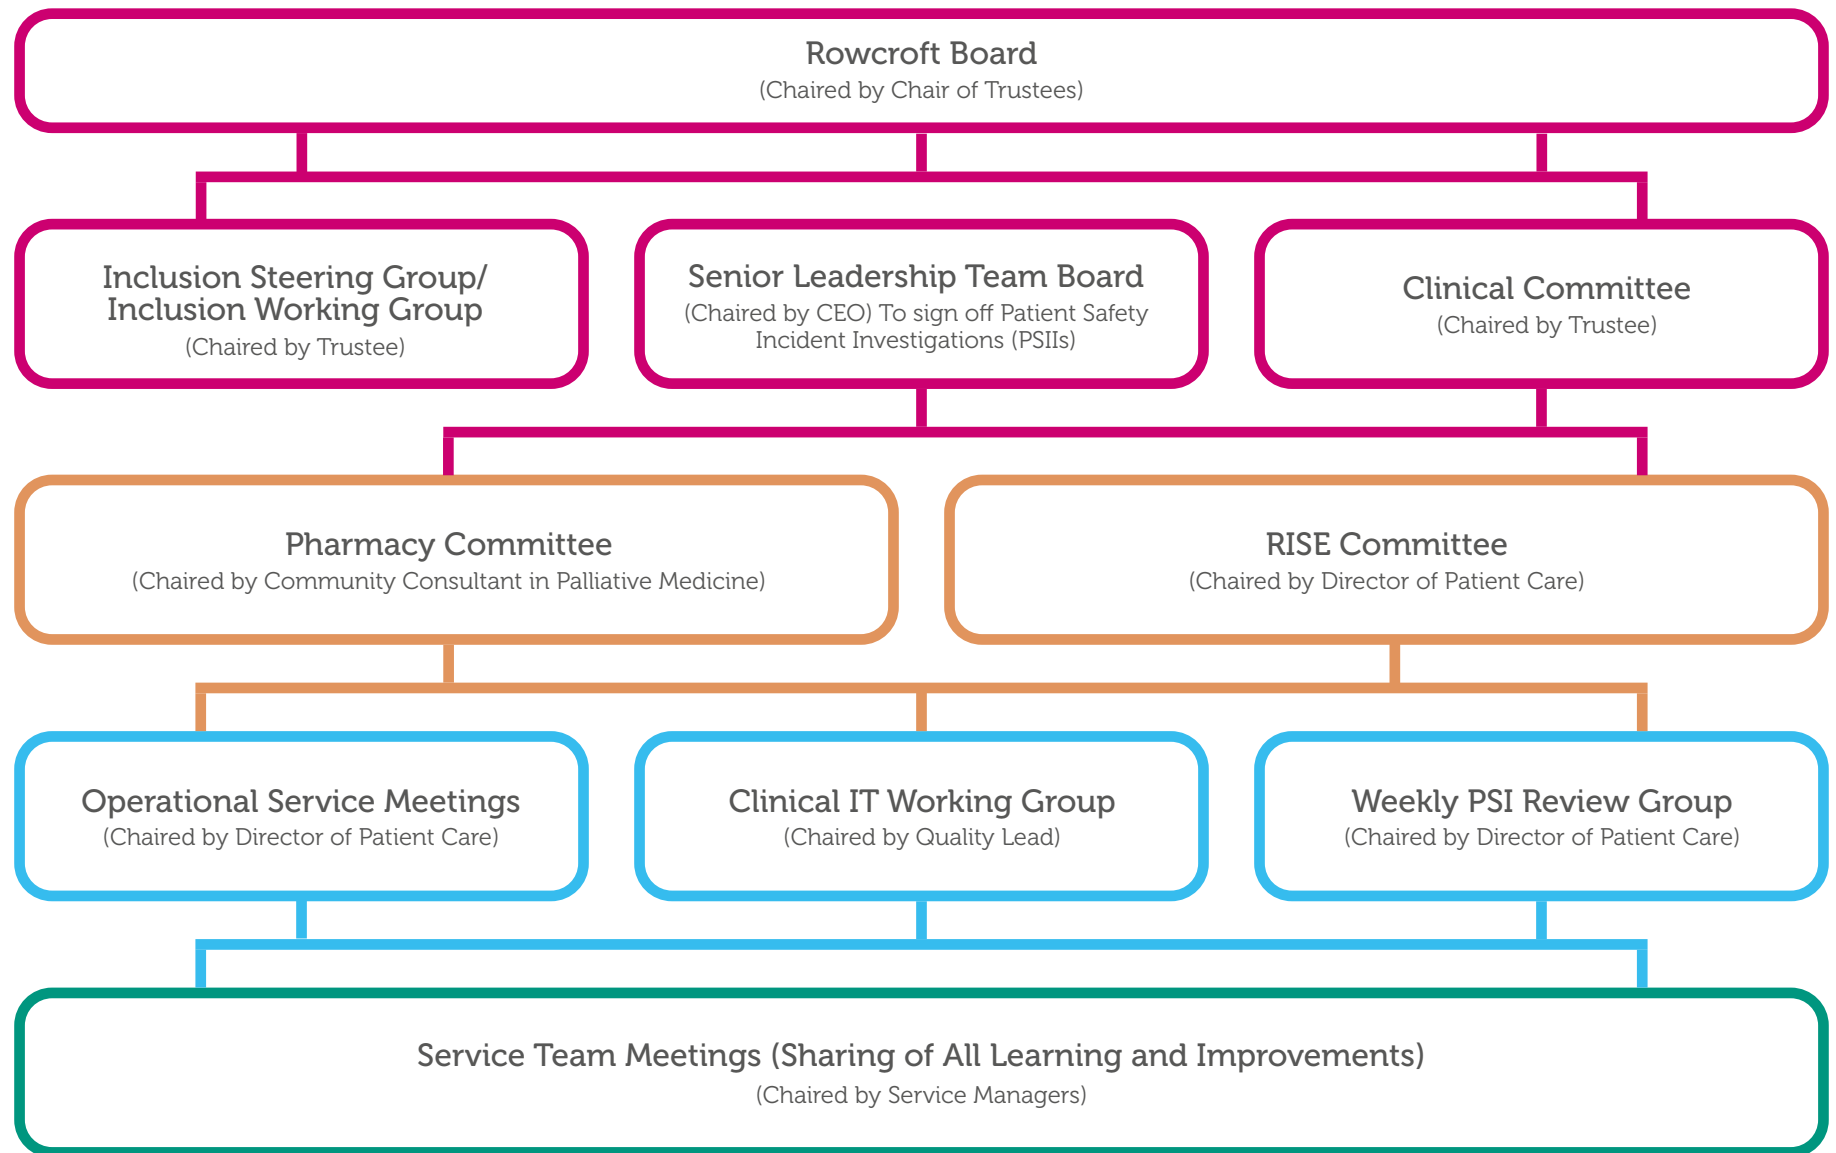 Rowcroft Board
(Chaired by Chair of Trustees)
Inclusion Steering Group/
Inclusion Working Group
(Chaired by Trustee)
Senior Leadership Team Board
(Chaired by CEO) To sign off Patient Safety
Incident Investigations (PSIIs)
Clinical Committee
(Chaired by Trustee)
Pharmacy Committee
(Chaired by Community Consultant in Palliative Medicine)
RISE Committee
(Chaired by Director of Patient Care)
Operational Service Meetings
(Chaired by Director of Patient Care)
Clinical IT Working Group
(Chaired by Quality Lead)
Weekly PSI Review Group
(Chaired by Director of Patient Care)
Service Team Meetings (Sharing of All Learning and Improvements)
(Chaired by Service Managers)